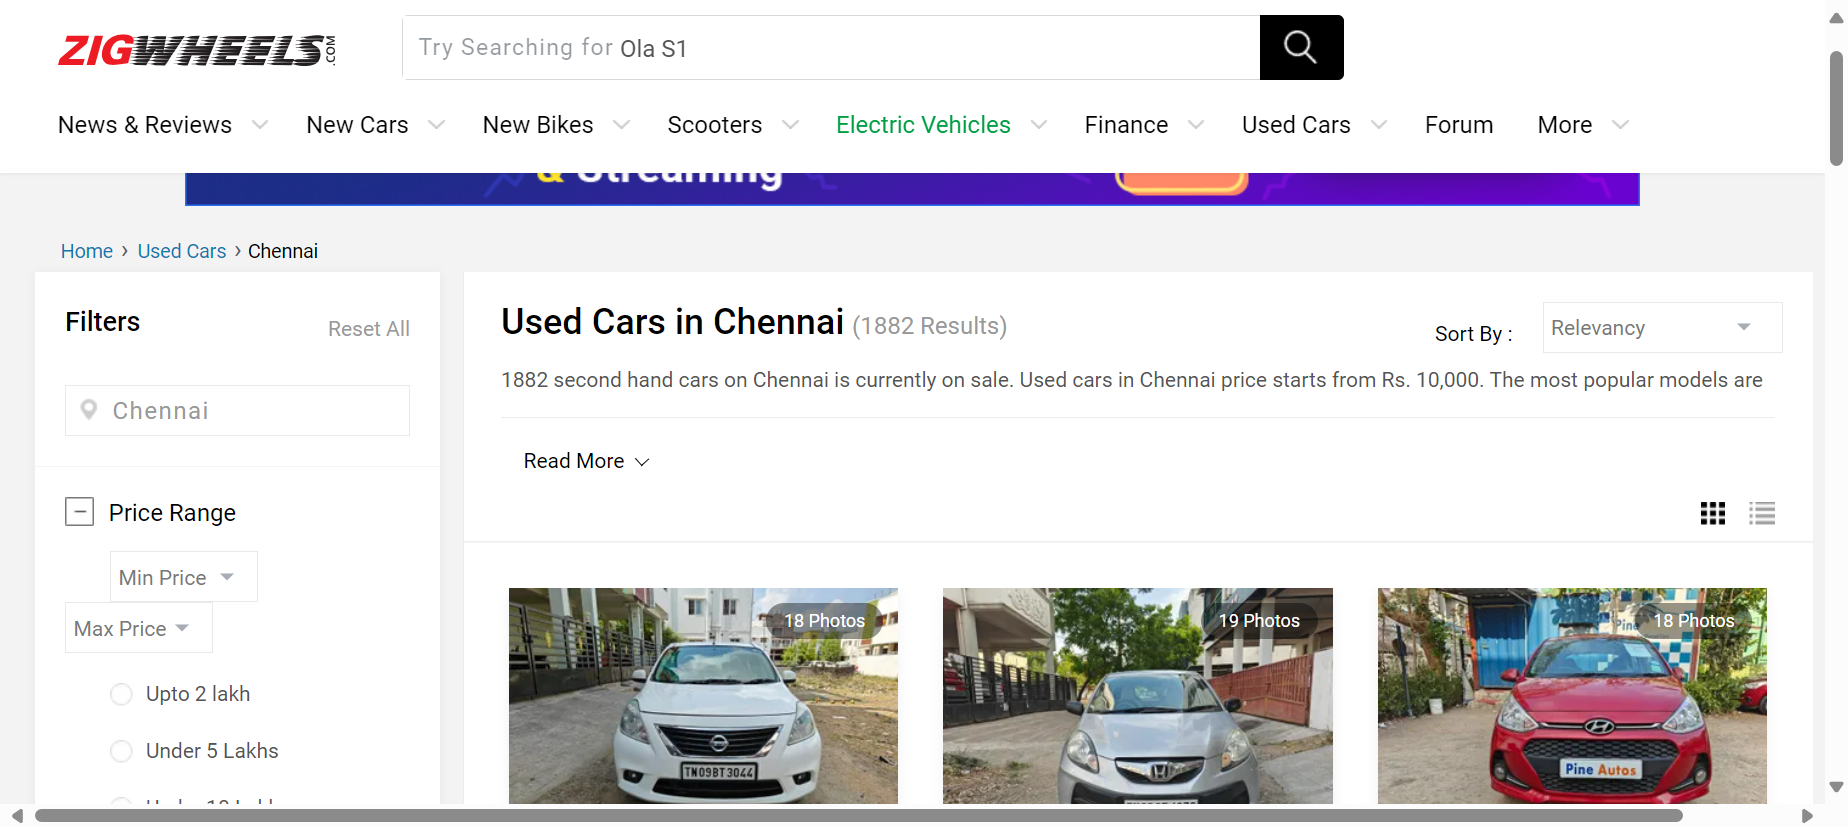 ZIGWHEELS.COM
Try Searching for Ola S1
News & Reviews New Cars New Bikes Scooters Electric Vehicles Finance Used Cars Forum More
& Streaming
Home › Used Cars › Chennai
Filters
Reset All
Chennai
Price Range
Min Price
Max Price
Upto 2 lakh
Under 5 Lakhs
Used Cars in Chennai (1882 Results)
Sort By :
Relevancy
1882 second hand cars on Chennai is currently on sale. Used cars in Chennai price starts from Rs. 10,000. The most popular models are
Read More
18 Photos
TN09BT3044
19 Photos
Pine
18 Photos
Pine Autos